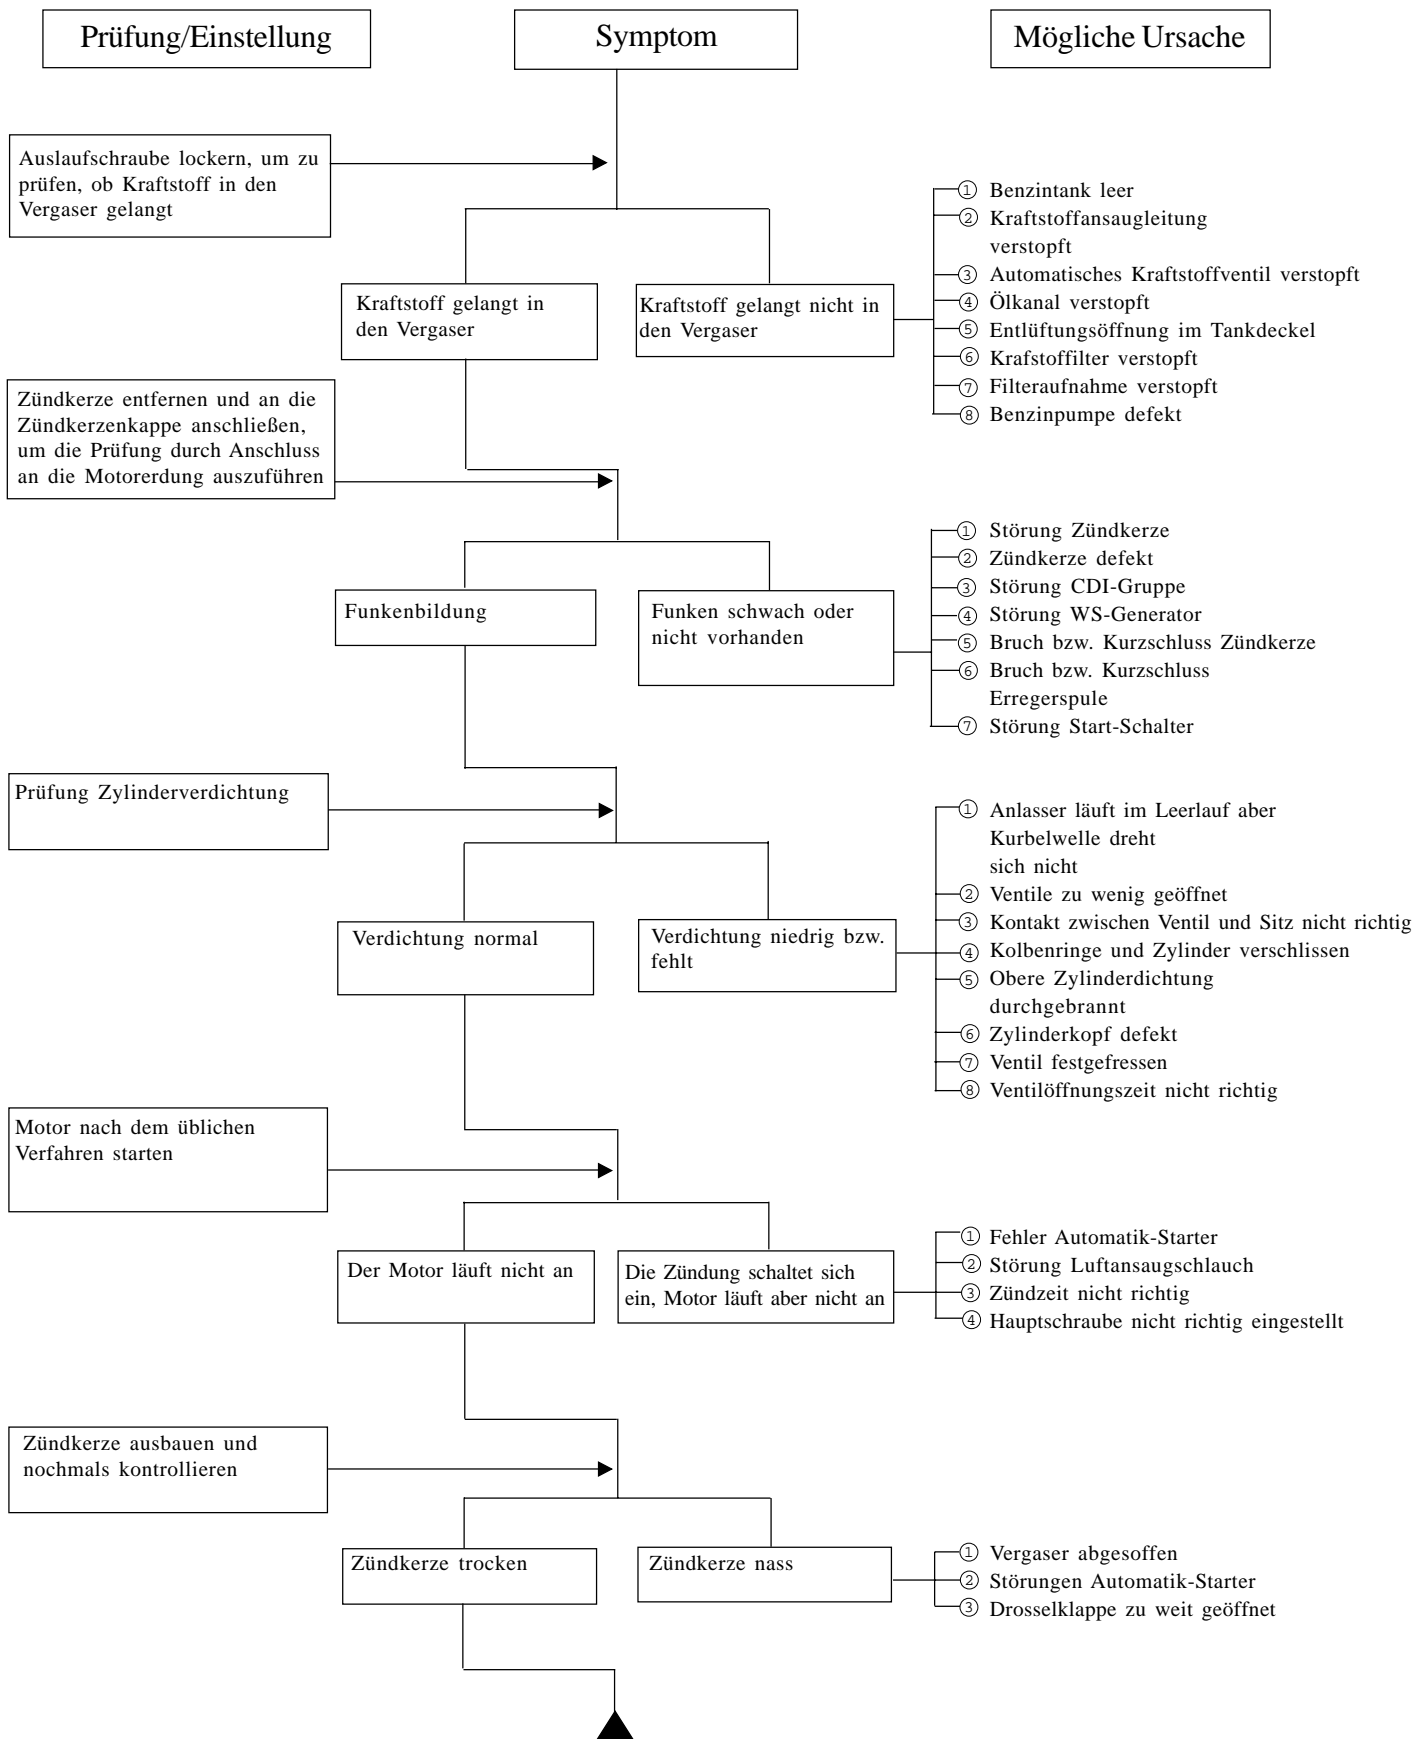 Prüfung/Einstellung
Symptom
Mögliche Ursache
Auslaufschraube lockern, um zu
prüfen, ob Kraftstoff in den
Vergaser gelangt
Kraftstoff gelangt in
den Vergaser
Kraftstoff gelangt nicht in
den Vergaser
① Benzintank leer
② Kraftstoffansaugleitung
verstopft
③ Automatisches Kraftstoffventil verstopft
④ Ölkanal verstopft
⑤ Entlüftungsöffnung im Tankdeckel
⑥ Krafstoffilter verstopft
⑦ Filteraufnahme verstopft
⑧ Benzinpumpe defekt
Zündkerze entfernen und an die
Zündkerzenkappe anschließen,
um die Prüfung durch Anschluss
an die Motorerdung auszuführen
Funkenbildung
Funken schwach oder
nicht vorhanden
① Störung Zündkerze
② Zündkerze defekt
③ Störung CDI-Gruppe
④ Störung WS-Generator
⑤ Bruch bzw. Kurzschluss Zündkerze
⑥ Bruch bzw. Kurzschluss
Erregerspule
⑦ Störung Start-Schalter
Prüfung Zylinderverdichtung
Verdichtung normal
Verdichtung niedrig bzw.
fehlt
① Anlasser läuft im Leerlauf aber
Kurbelwelle dreht
sich nicht
② Ventile zu wenig geöffnet
③ Kontakt zwischen Ventil und Sitz nicht richtig
④ Kolbenringe und Zylinder verschlissen
⑤ Obere Zylinderdichtung
durchgebrannt
⑥ Zylinderkopf defekt
⑦ Ventil festgefressen
⑧ Ventilöffnungszeit nicht richtig
Motor nach dem üblichen
Verfahren starten
Der Motor läuft nicht an
Die Zündung schaltet sich
ein, Motor läuft aber nicht an
① Fehler Automatik-Starter
② Störung Luftansaugschlauch
③ Zündzeit nicht richtig
④ Hauptschraube nicht richtig eingestellt
Zündkerze ausbauen und
nochmals kontrollieren
Zündkerze trocken
Zündkerze nass
① Vergaser abgesoffen
② Störungen Automatik-Starter
③ Drosselklappe zu weit geöffnet